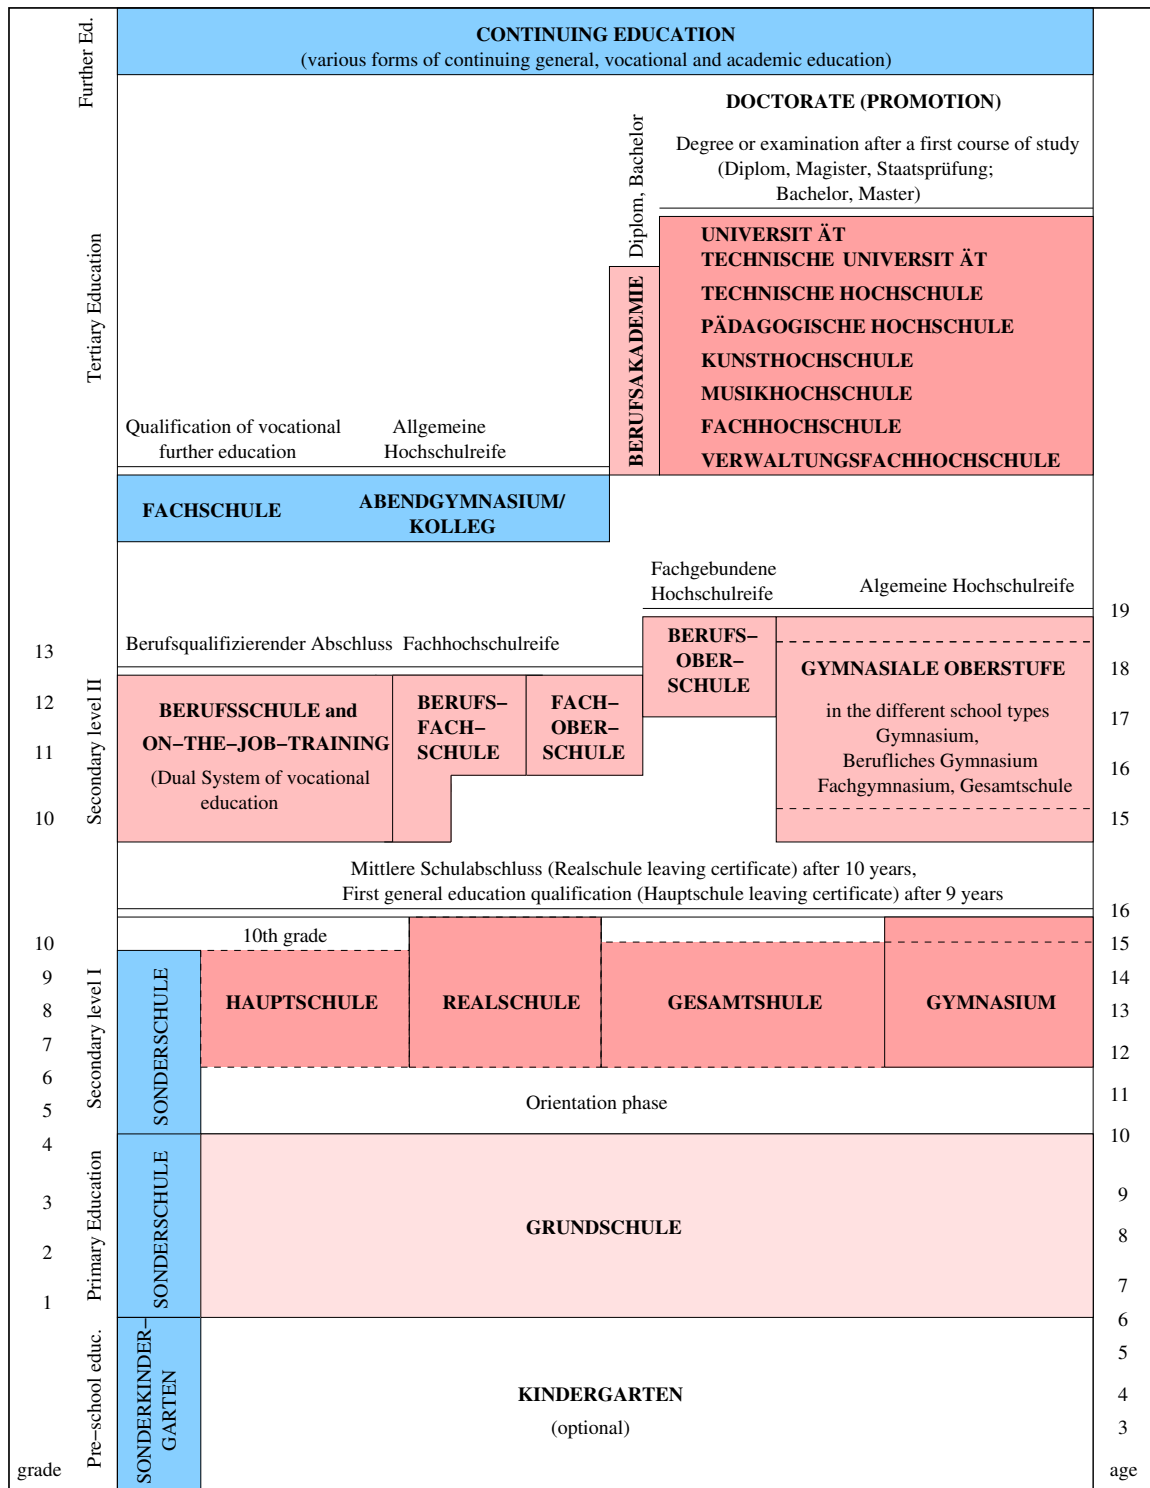 CONTINUING EDUCATION
(various forms of continuing general, vocational and academic education)
Further Ed.
DOCTORATE (PROMOTION)
Degree or examination after a first course of study
(Diplom, Magister, Staatsprüfung;
Bachelor, Master)
Diplom, Bachelor
Tertiary Education
UNIVERSIT ÄT
TECHNISCHE UNIVERSIT ÄT
TECHNISCHE HOCHSCHULE
PÄDAGOGISCHE HOCHSCHULE
KUNSTHOCHSCHULE
MUSIKHOCHSCHULE
FACHHOCHSCHULE
VERWALTUNGSFACHHOCHSCHULE
BERUFSAKADEMIE
Qualification of vocational
further education
Allgemeine
Hochschulreife
FACHSCHULE
ABENDGYMNASIUM/
KOLLEG
Fachgebundene
Hochschulreife
Algemeine Hochschulreife
Berufsqualifizierender Abschluss
Fachhochschulreife
Secondary level II
13
12
11
10
BERUFSSCHULE and
ON−THE−JOB−TRAINING
(Dual System of vocational
education
BERUFS−
FACH−
SCHULE
FACH−
OBER−
SCHULE
BERUFS−
OBER−
SCHULE
GYMNASIALE OBERSTUFE
in the different school types
Gymnasium,
Berufliches Gymnasium
Fachgymnasium, Gesamtschule
19
18
17
16
15
Mittlere Schulabschluss (Realschule leaving certificate) after 10 years,
First general education qualification (Hauptschule leaving certificate) after 9 years
Secondary level I
10
9
8
7
6
5
SONDERSCHULE
10th grade
HAUPTSCHULE
REALSCHULE
GESAMTSHULE
GYMNASIUM
Orientation phase
16
15
14
13
12
11
10
Primary Education
4
3
2
1
SONDERSCHULE
GRUNDSCHULE
9
8
7
6
Pre−school educ.
SONDERKINDER−
GARTEN
KINDERGARTEN
(optional)
5
4
3
grade
age